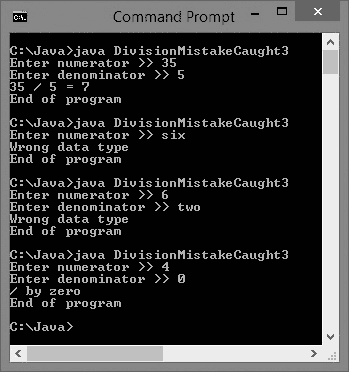 Command Prompt
C:\Java>java DivisionMistakeCaught3
Enter numerator >> 35
Enter denominator >> 5
35 / 5 = 7
End of program
C:\Java>java DivisionMistakeCaught3
Enter numerator >> six
Wrong data type
End of program
C:\Java>java DivisionMistakeCaught3
Enter numerator >> 6
Enter denominator >> two
Wrong data type
End of program
C:\Java>java DivisionMistakeCaught3
Enter numerator >> 4
Enter denominator >> 0
/ by zero
End of program
C:\Java>